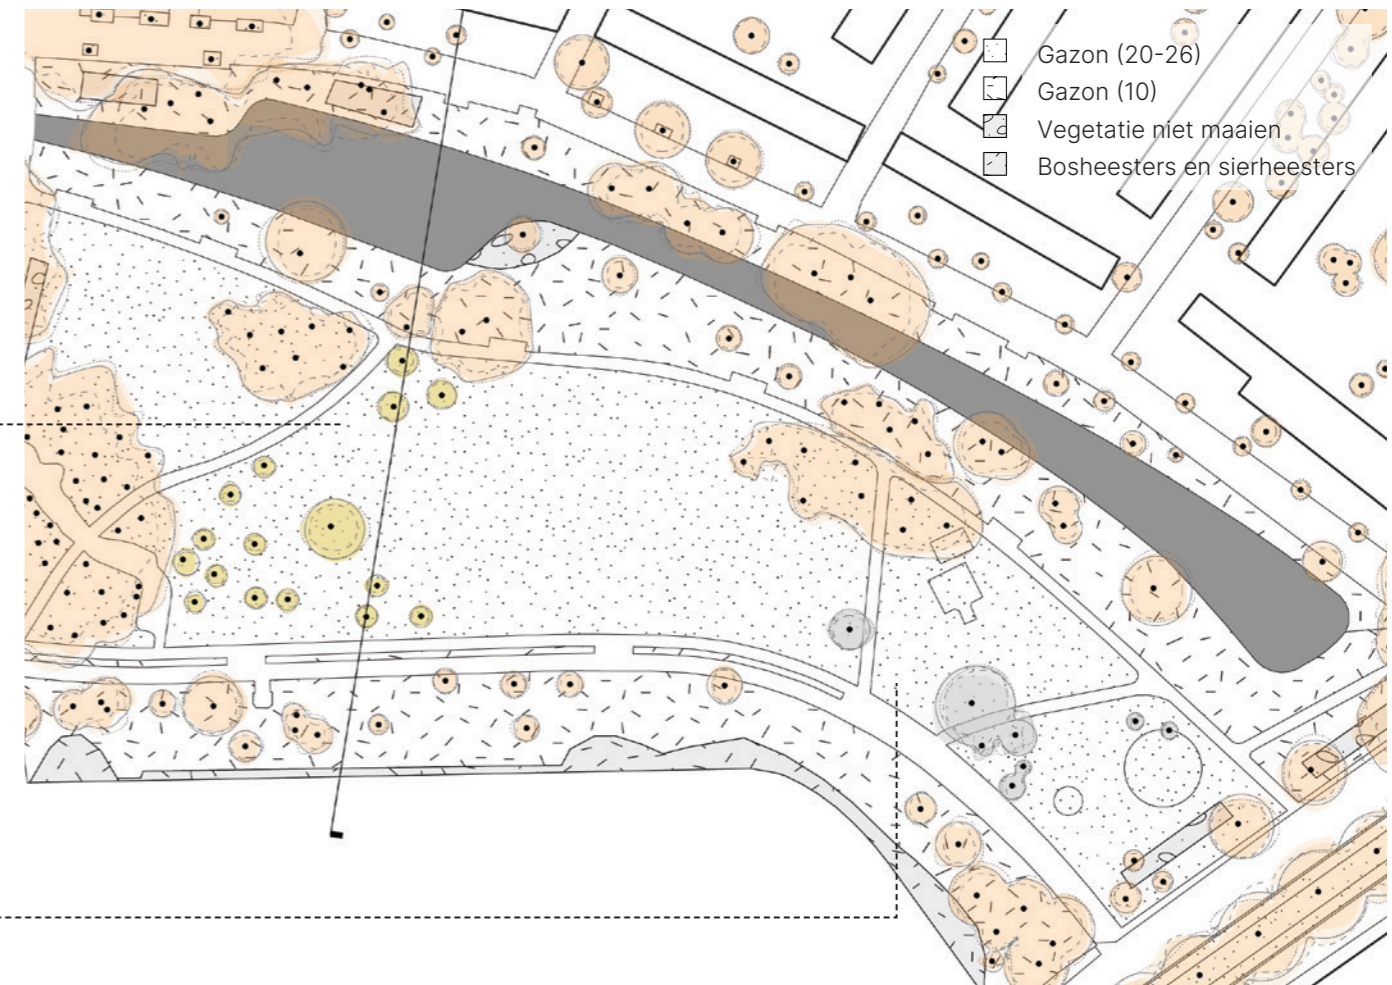 Gazon (20-26)
Gazon (10)
Vegetatie niet maaien
Bosheesters en sierheesters